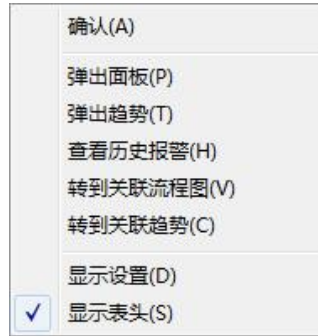 确认(A)
弹出面板(P)
弹出趋势(T)
查看历史报警(H)
转到关联流程图(V)
转到关联趋势(C)
显示设置(D)
显示表头(S)